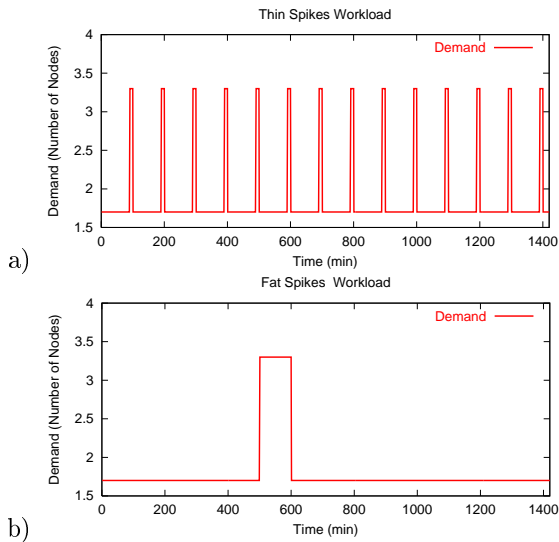 Thin Spikes Workload
4
3.5
3
2.5
2
1.5
Demand (Number of Nodes)
Demand
0 200 400 600 800 1000 1200 1400
Time (min)
a)
Fat Spikes Workload
4
3.5
3
2.5
2
1.5
Demand (Number of Nodes)
Demand
0 200 400 600 800 1000 1200 1400
Time (min)
b)